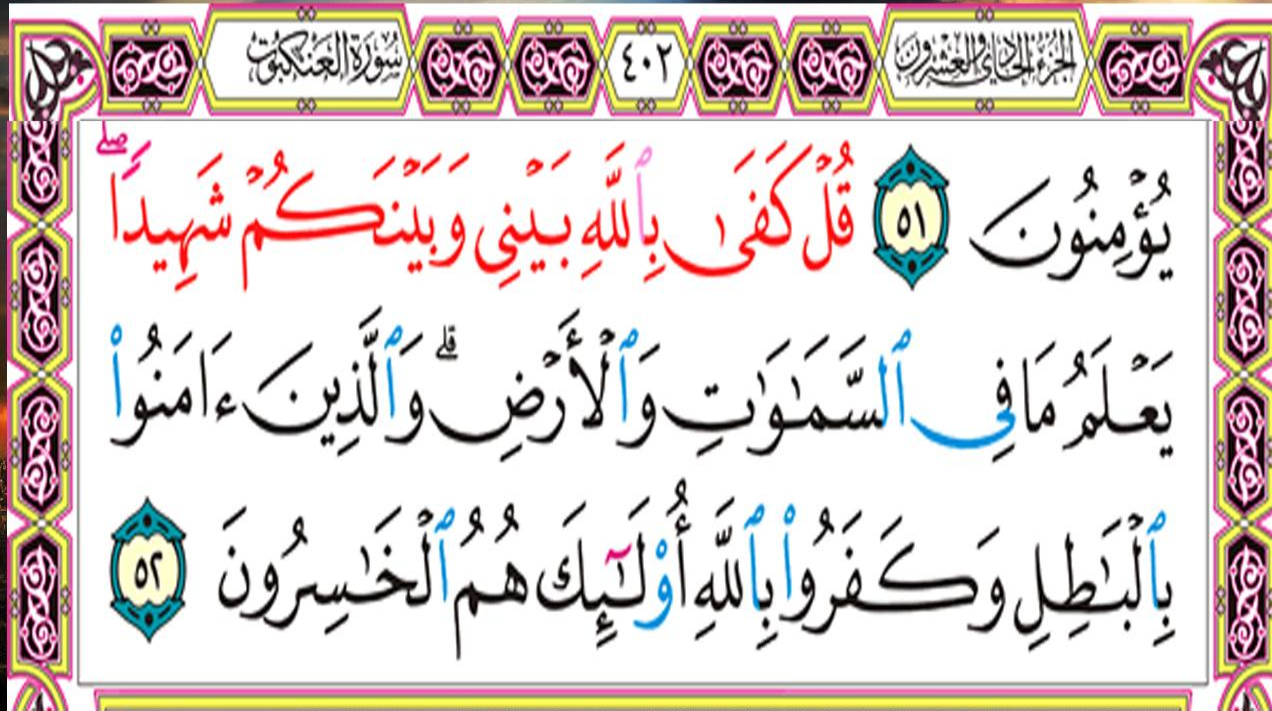 الجزء الحادي والعشرون ٤٠٢ سورة العنكبوت
يُؤْمِنُونَ ٥١ قُلْ كَفَىٰ بِٱللَّهِ بَيْنِى وَبَيْنَكُمْ شَهِيدًا ۖ
يَعْلَمُ مَا فِى ٱلسَّمَٰوَٰتِ وَٱلْأَرْضِ ۗ وَٱلَّذِينَ ءَامَنُوا۟
بِٱلْبَٰطِلِ وَكَفَرُوا۟ بِٱللَّهِ أُو۟لَٰٓئِكَ هُمُ ٱلْخَٰسِرُونَ ٥٢